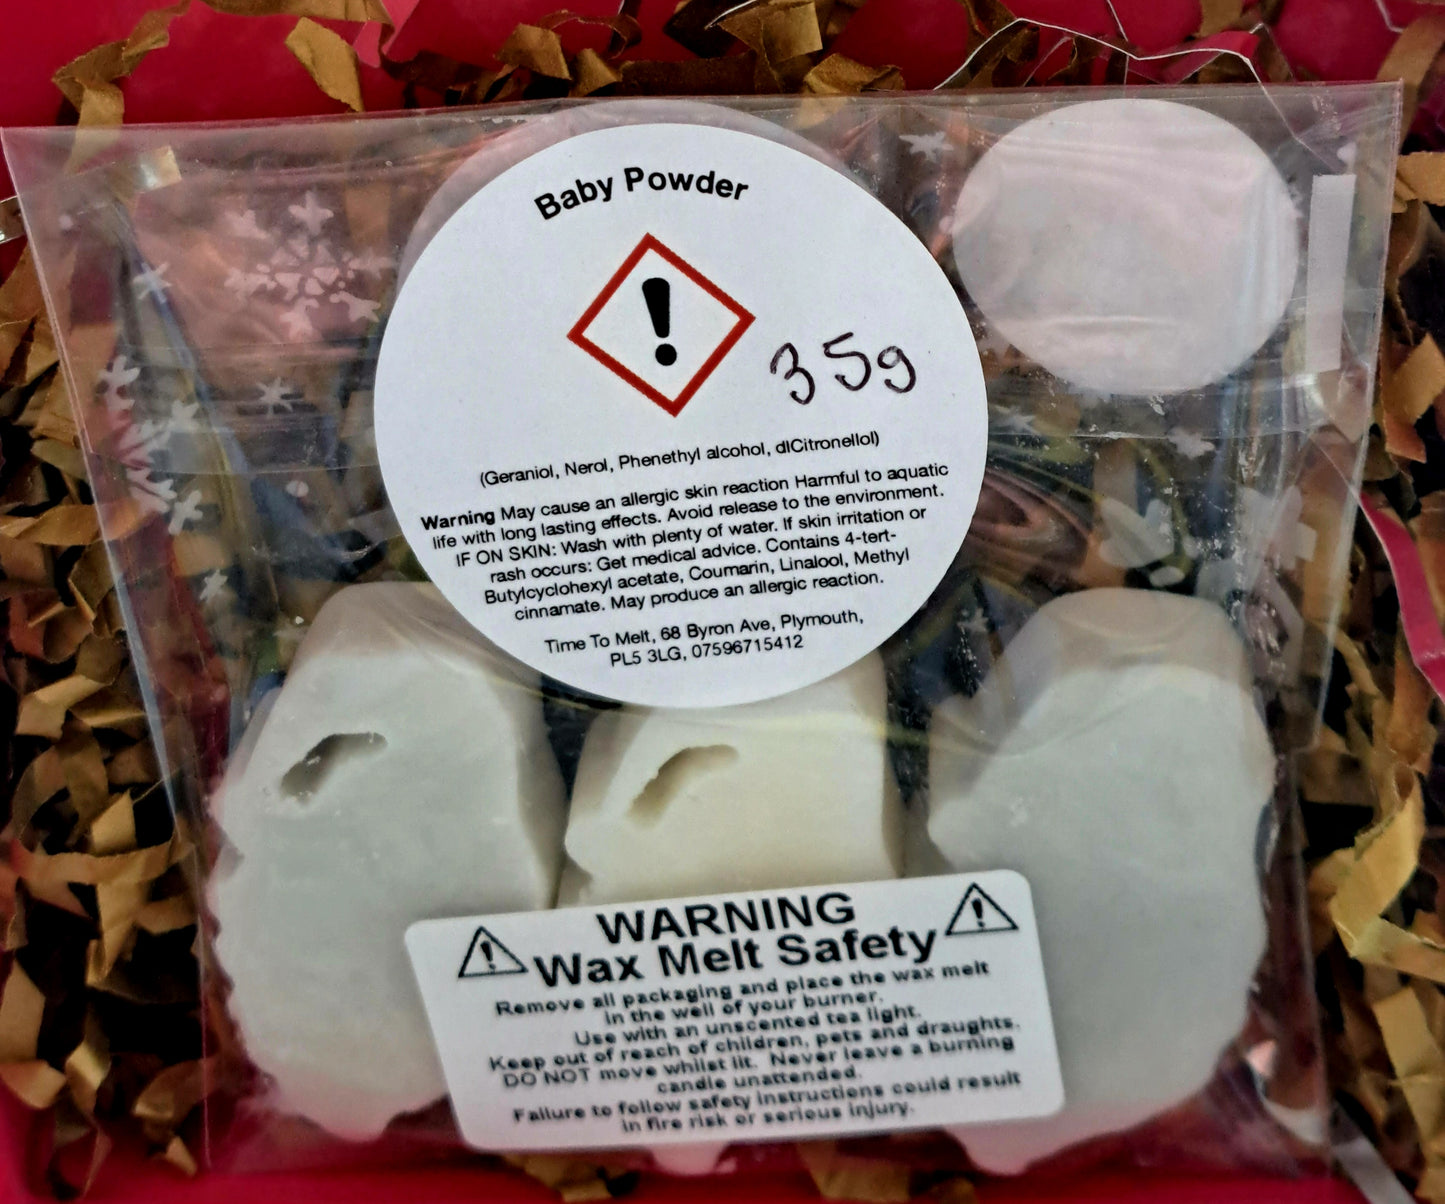 Baby Powder
35g
(Geraniol, Nerol, Phenethyl alcohol, dlCitronellol)
Warning May cause an allergic skin reaction Harmful to aquatic
life with long lasting effects. Avoid release to the environment.
IF ON SKIN: Wash with plenty of water. If skin irritation or
rash occurs: Get medical advice. Contains 4-tert-
Butylcyclohexyl acetate, Coumarin, Linalool, Methyl
cinnamate. May produce an allergic reaction.
Time To Melt, 68 Byron Ave, Plymouth,
PL5 3LG, 07596715412
WARNING
Wax Melt Safety
Remove all packaging and place the wax melt
in the well of your burner.
Use with an unscented tea light.
Keep out of reach of children, pets and draughts.
DO NOT move whilst lit. Never leave a burning
candle unattended.
Failure to follow safety instructions could result
in fire risk or serious injury.